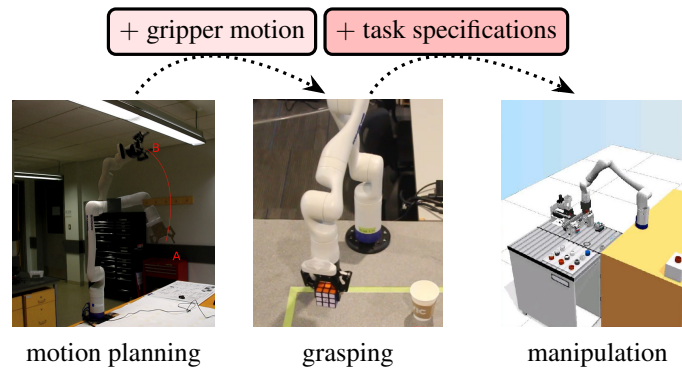 + gripper motion
+ task specifications
B
A
motion planning
grasping
manipulation